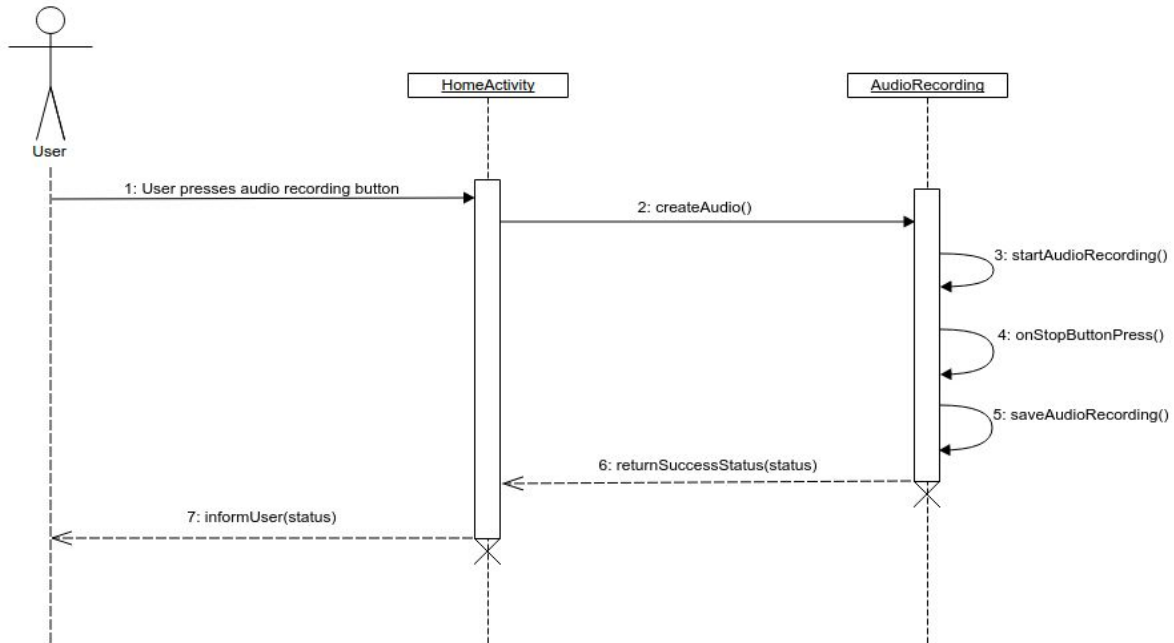 HomeActivity
AudioRecording
User
1: User presses audio recording button
2: createAudio()
3: startAudioRecording()
4: onStopButtonPress()
5: saveAudioRecording()
6: returnSuccessStatus(status)
7: informUser(status)